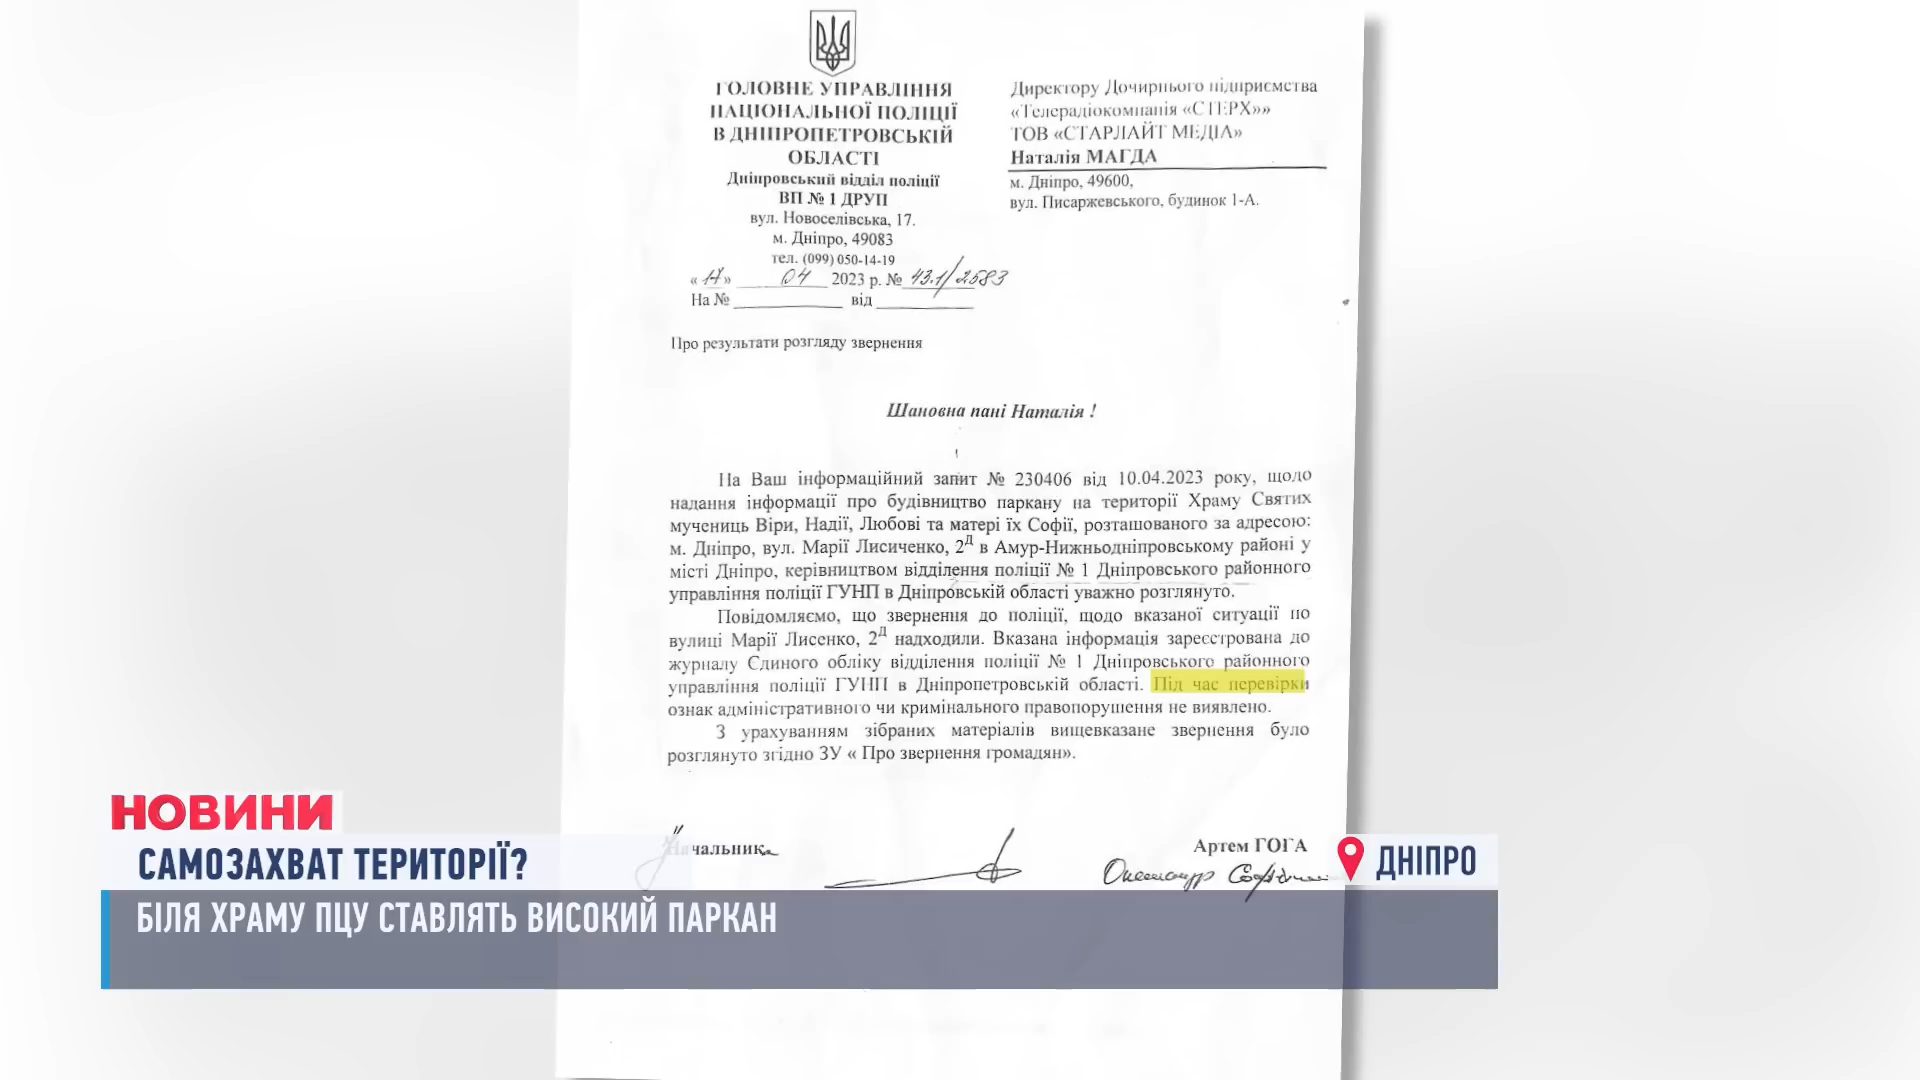 ГОЛОВНЕ УПРАВЛІННЯ
НАЦІОНАЛЬНОЇ ПОЛІЦІЇ
В ДНІПРОПЕТРОВСЬКІЙ
ОБЛАСТІ
Дніпровський відділ поліції
ВП № 1 ДРУП
вул. Новоселівська, 17.
м. Дніпро, 49083
тел. (099) 050-14-19
«17» 04 2023 р. № 43.1/2583
На № від
Директору Дочирнього підприємства
«Телерадіокомпанія «СТЕРХ»»
ТОВ «СТАРЛАЙТ МЕДІА»
Наталія МАГДА
м. Дніпро, 49600,
вул. Писаржевського, будинок 1-А.
Про результати розгляду звернення
Шановна пані Наталія !
На Ваш інформаційний запит № 230406 від 10.04.2023 року, щодо
надання інформації про будівництво паркану на території Храму Святих
мучениць Віри, Надії, Любові та матері їх Софії, розташованого за адресою:
м. Дніпро, вул. Марії Лисиченко, 2Д в Амур-Нижньодніпровському районі у
місті Дніпро, керівництвом відділення поліції № 1 Дніпровського районного
управління поліції ГУНП в Дніпровській області уважно розглянуто.
Повідомляємо, що звернення до поліції, щодо вказаної ситуації по
вулиці Марії Лисенко, 2Д надходили. Вказана інформація зареєстрована до
журналу Єдиного обліку відділення поліції № 1 Дніпровського районного
управління поліції ГУНП в Дніпропетровській області. Під час перевірки
ознак адміністративного чи кримінального правопорушення не виявлено.
З урахуванням зібраних матеріалів вищевказане звернення було
розглянуто згідно ЗУ « Про звернення громадян».
Начальник
Артем ГОГА
Олександр
НОВИНИ
САМОЗАХВАТ ТЕРИТОРІЇ?
ДНІПРО
БІЛЯ ХРАМУ ПЦУ СТАВЛЯТЬ ВИСОКИЙ ПАРКАН